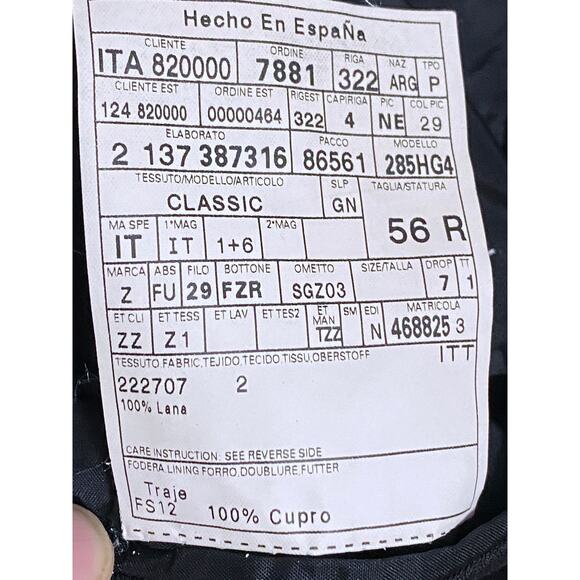 Hecho En EspaÑa
CLIENTE ORDINE RIGA NAZ TPO
ITA 820000 7881 322 ARG P
CLIENTE EST ORDINE EST RIGEST CAPIRIGA PIC COL PIC
124 820000 00000464 322 4 NE 29
ELABORATO PACCO MODELLO
2 137 387316 86561 285HG4
TESSUTO/MODELLO/ARTICOLO SLP TAGLIA/STATURA
CLASSIC GN 56 R
MA SPE 1*MAG 2*MAG
IT IT 1+6
MARCA ABS FILO BOTTONE OMETTO SIZE/TALLA DROP TT
Z FU 29 FZR SGZ03 7 1
ET CLI ET TESS ET LAV ET TES2 ET MAN SM EDI MATRICOLA
ZZ Z1 TZZ N 468825 3
TESSUTO,FABRIC,TEJIDO,TECIDO,TISSU,OBERSTOFF ITT
222707 2
100% Lana
CARE INSTRUCTION: SEE REVERSE SIDE
FODERA,LINING FORRO,DOUBLURE,FUTTER
Traje
FS12 100% Cupro